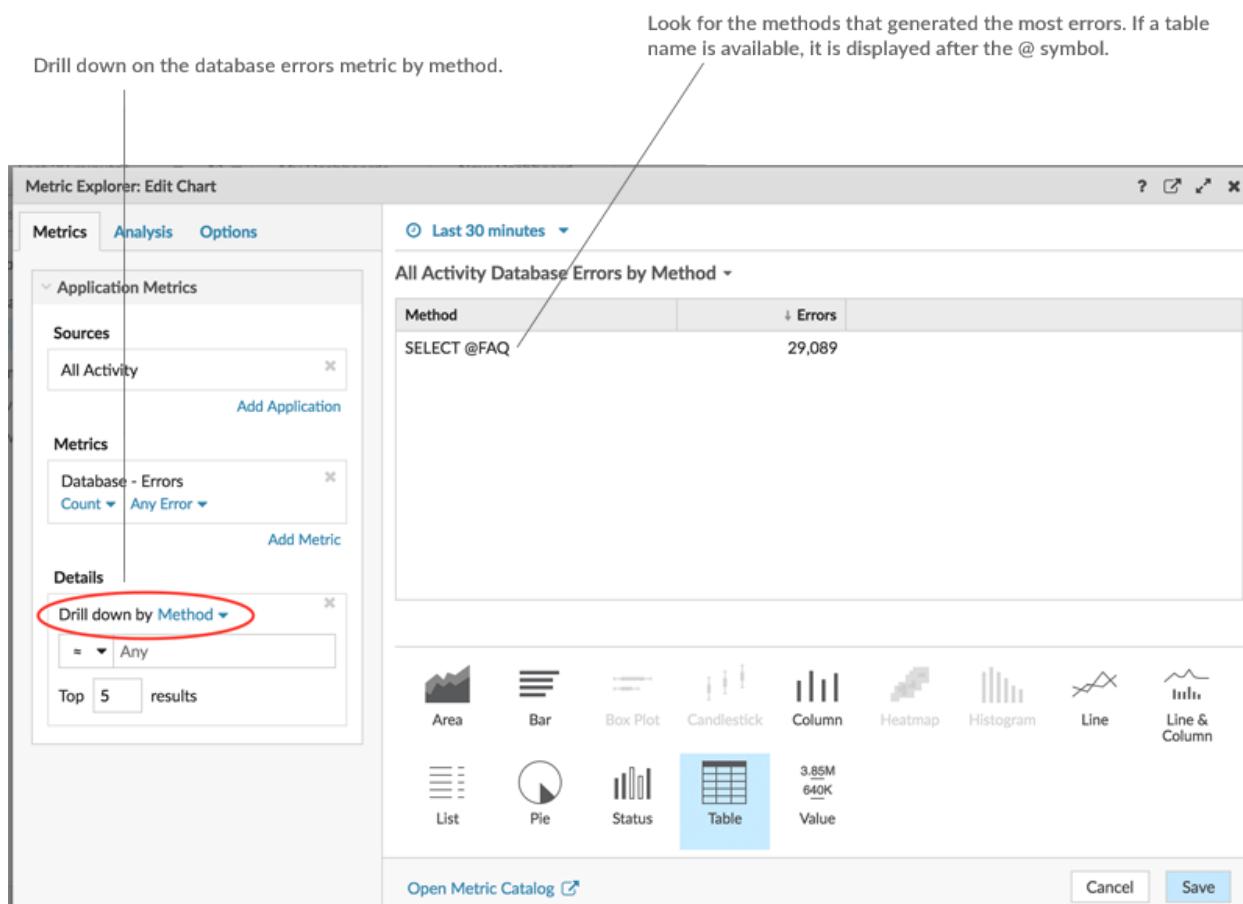 Look for the methods that generated the most errors. If a table
name is available, it is displayed after the @ symbol.
Drill down on the database errors metric by method.
Metric Explorer: Edit Chart
?
Metrics Analysis Options
Application Metrics
Sources
All Activity
Add Application
Metrics
Database - Errors
Count Any Error
Add Metric
Details
Drill down by Method
≈ Any
Top 5 results
Last 30 minutes
All Activity Database Errors by Method
Method ↓ Errors
SELECT @FAQ 29,089
Area Bar Box Plot Candlestick Column Heatmap Histogram Line Line &
Column
3.85M
640K
List Pie Status Table Value
Open Metric Catalog
Cancel Save